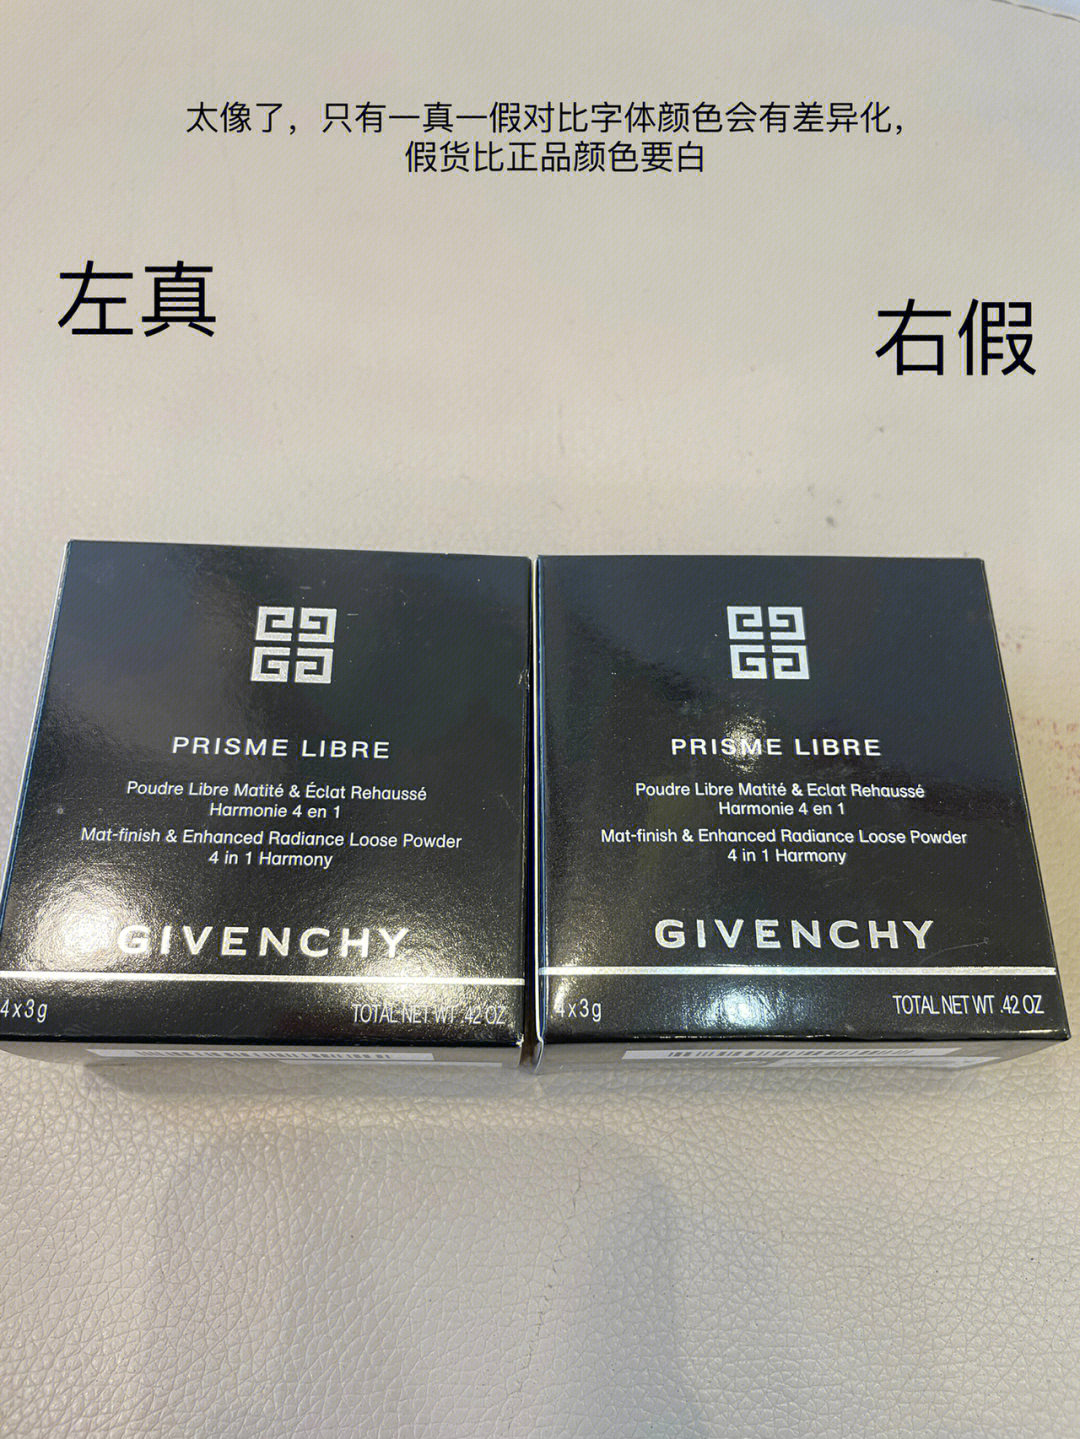 太像了，只有一真一假对比字体颜色会有差异化，
假货比正品颜色要白
左真
右假
PRISME LIBRE
Poudre Libre Matité & Éclat Rehaussé
Harmonie 4 en 1
Mat-finish & Enhanced Radiance Loose Powder
4 in 1 Harmony
GIVENCHY
4x3g
TOTAL NET WT .42 OZ
PRISME LIBRE
Poudre Libre Matité & Eclat Rehaussé
Harmonie 4 en 1
Mat-finish & Enhanced Radiance Loose Powder
4 in 1 Harmony
GIVENCHY
4x3g
TOTAL NET WT .42 OZ